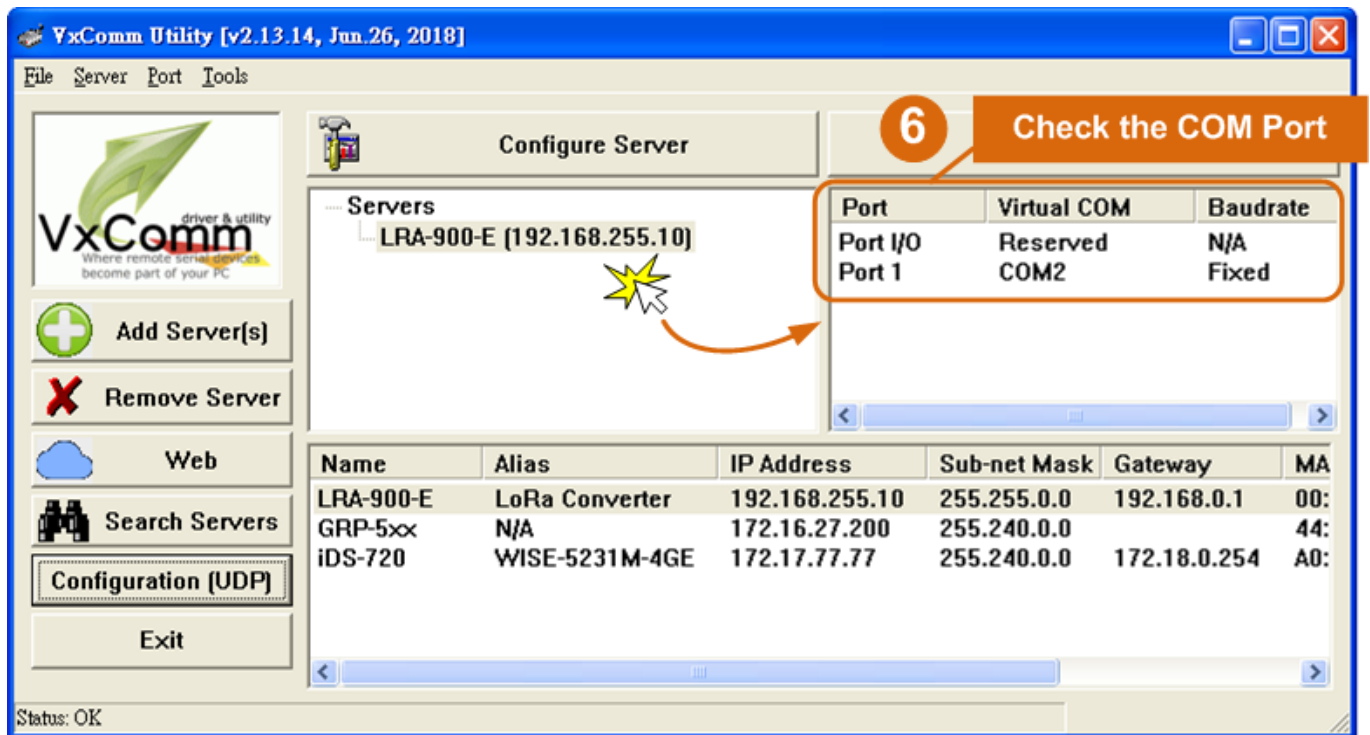 VxComm Utility [v2.13.14, Jun.26, 2018]
File Server Port Tools
driver & utility
VxComm
Where remote serial devices
become part of your PC
Configure Server
6
Check the COM Port
Add Server(s)
Remove Server
Web
Search Servers
Configuration (UDP)
Exit
Servers
LRA-900-E (192.168.255.10)
Port Virtual COM Baudrate
Port I/O Reserved N/A
Port 1 COM2 Fixed
Name Alias IP Address Sub-net Mask Gateway MA
LRA-900-E LoRa Converter 192.168.255.10 255.255.0.0 192.168.0.1 00:
GRP-5xx N/A 172.16.27.200 255.240.0.0 44:
iDS-720 WISE-5231M-4GE 172.17.77.77 255.240.0.0 172.18.0.254 A0:
Status: OK